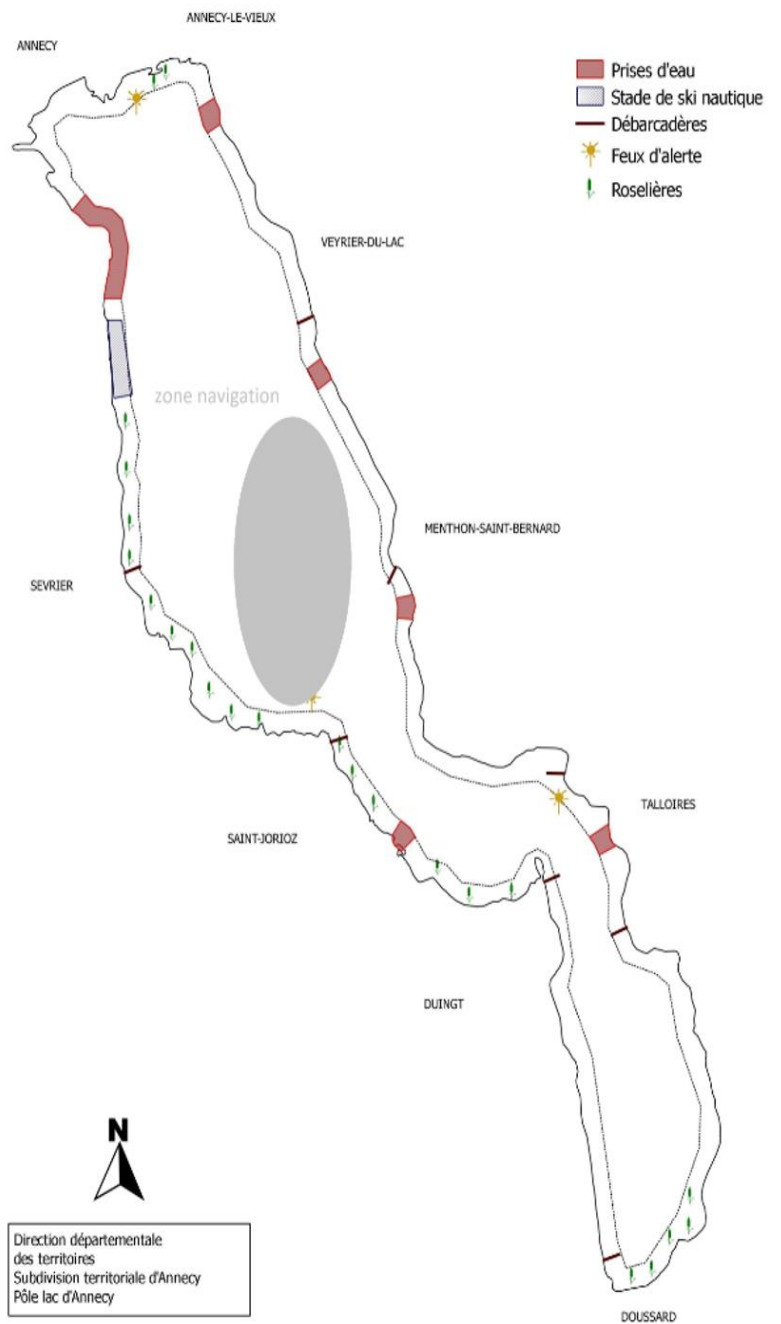 ANNECY-LE-VIEUX
ANNECY
Prises d'eau
Stade de ski nautique
Débarcadères
Feux d'alerte
Roselières
VEYRIER-DU-LAC
zone navigation
MENTHON-SAINT-BERNARD
SEVRIER
TALLOIRES
SAINT-JORIOZ
DUINGT
N
Direction départementale
des territoires
Subdivision territoriale d'Annecy
Pôle lac d'Annecy
DOUSSARD